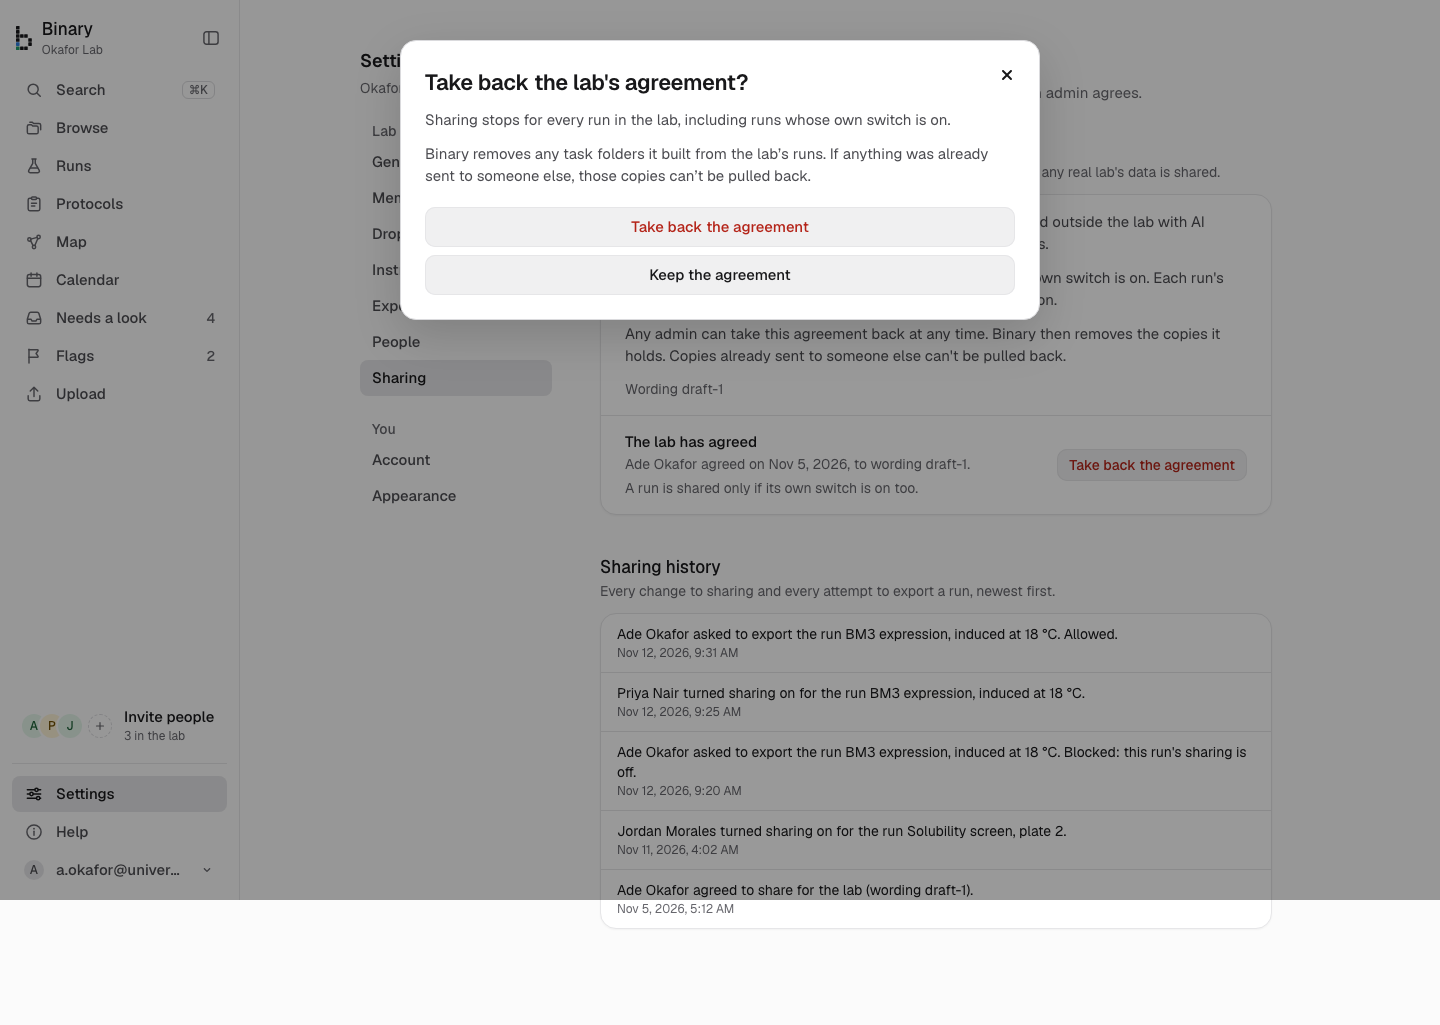 Binary
Okafor Lab
Search
⌘K
Browse
Runs
Protocols
Map
Calendar
Needs a look
4
Flags
2
Upload
A
P
J
+
Invite people
3 in the lab
Settings
Help
A
a.okafor@univer...
Lab
People
Sharing
You
Account
Appearance
Take back the lab's agreement?
Sharing stops for every run in the lab, including runs whose own switch is on.
Binary removes any task folders it built from the lab's runs. If anything was already
sent to someone else, those copies can't be pulled back.
Take back the agreement
Keep the agreement
admin agrees.
any real lab's data is shared.
outside the lab with AI
switch is on. Each run's
Any admin can take this agreement back at any time. Binary then removes the copies it
holds. Copies already sent to someone else can't be pulled back.
Wording draft-1
The lab has agreed
Ade Okafor agreed on Nov 5, 2026, to wording draft-1.
A run is shared only if its own switch is on too.
Take back the agreement
Sharing history
Every change to sharing and every attempt to export a run, newest first.
Ade Okafor asked to export the run BM3 expression, induced at 18 °C. Allowed.
Nov 12, 2026, 9:31 AM
Priya Nair turned sharing on for the run BM3 expression, induced at 18 °C.
Nov 12, 2026, 9:25 AM
Ade Okafor asked to export the run BM3 expression, induced at 18 °C. Blocked: this run's sharing is
off.
Nov 12, 2026, 9:20 AM
Jordan Morales turned sharing on for the run Solubility screen, plate 2.
Nov 11, 2026, 4:02 AM
Ade Okafor agreed to share for the lab (wording draft-1).
Nov 5, 2026, 5:12 AM